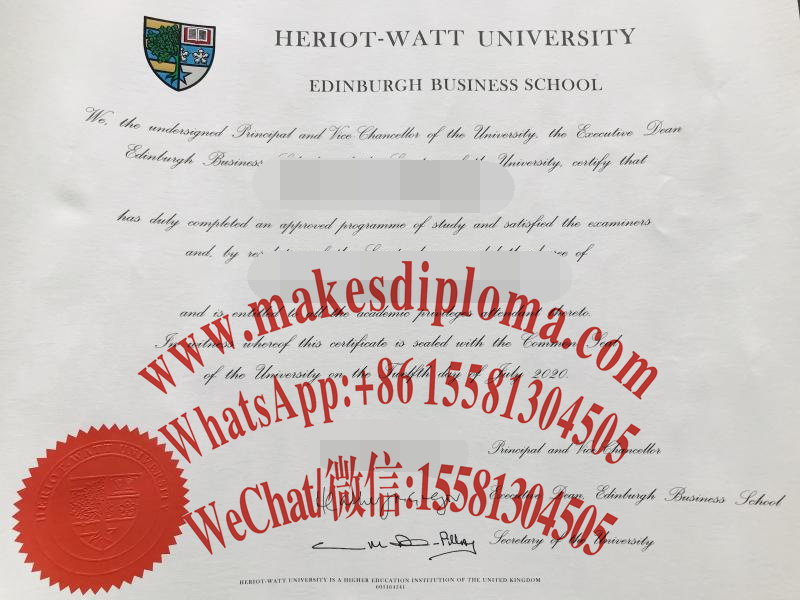 HERIOT-WATT UNIVERSITY
EDINBURGH BUSINESS SCHOOL
We, the undersigned Principal and Vice Chancellor of the University, the Executive Dean
Edinburgh Business University, certify that
has duly completed an approved programme of study and satisfied the examiners
and, by of
www.makesdiploma.com
and is entitled to all the academic privileges attendant thereto.
In witness whereof this certificate is sealed with the Common Seal
of the University on the Twelfth day of July 2020.
WhatsApp:+86 15581304505
Principal and Vice Chancellor
WeChat/微信:15581304505
Executive Dean, Edinburgh Business School
Secretary of the University
HERIOT-WATT UNIVERSITY
HERIOT-WATT UNIVERSITY IS A HIGHER EDUCATION INSTITUTION OF THE UNITED KINGDOM